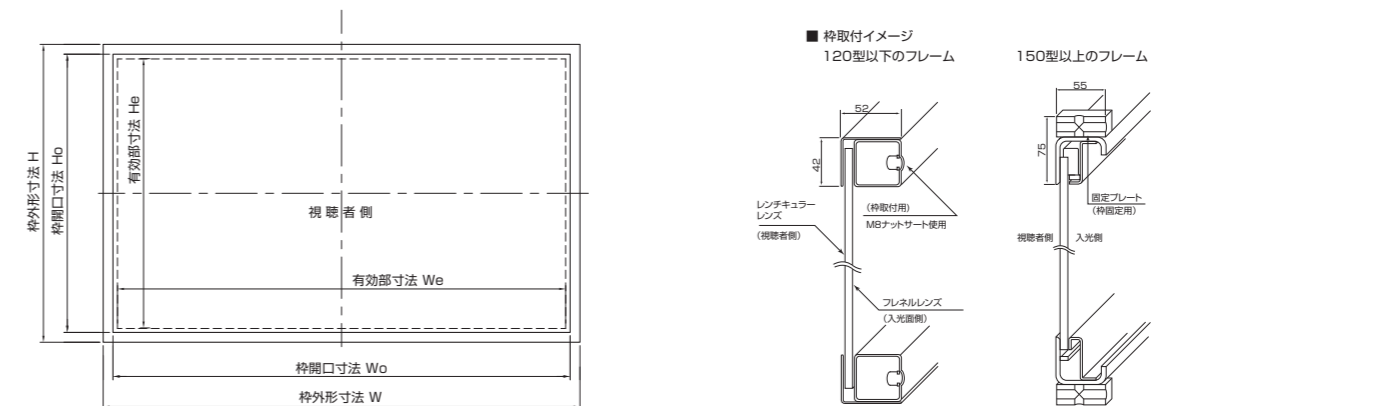 枠外形寸法 H
枠開口寸法 Ho
有効部寸法 He
視聴者側
有効部寸法 We
枠開口寸法 Wo
枠外形寸法 W
■ 枠取付イメージ
120型以下のフレーム
52
42
レンチキュラー
レンズ
（視聴者側）
（枠取付用）
M8ナットサート使用
フレネルレンズ
（入光面側）
150型以上のフレーム
55
75
固定プレート
（枠固定用）
視聴者側
入光側